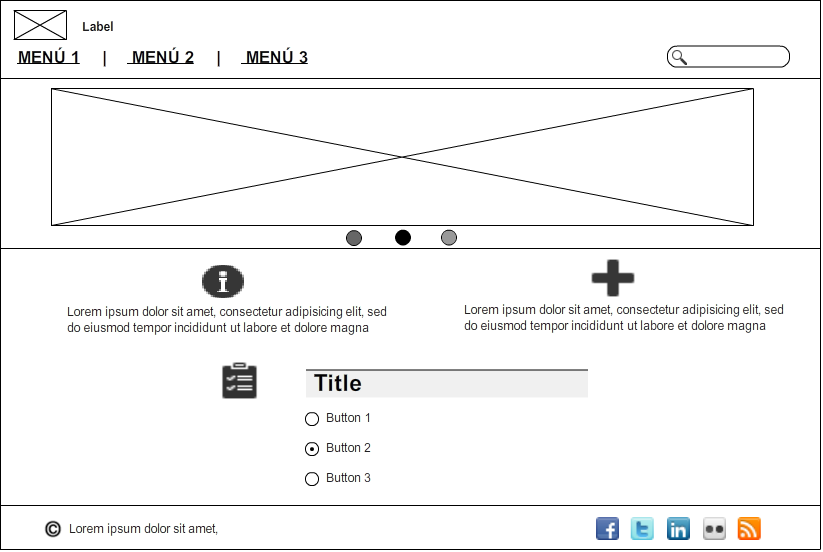 Label
MENÚ 1 | MENÚ 2 | MENÚ 3
Lorem ipsum dolor sit amet, consectetur adipisicing elit, sed
do eiusmod tempor incididunt ut labore et dolore magna
Lorem ipsum dolor sit amet, consectetur adipisicing elit, sed
do eiusmod tempor incididunt ut labore et dolore magna
Title
Button 1
Button 2
Button 3
© Lorem ipsum dolor sit amet,